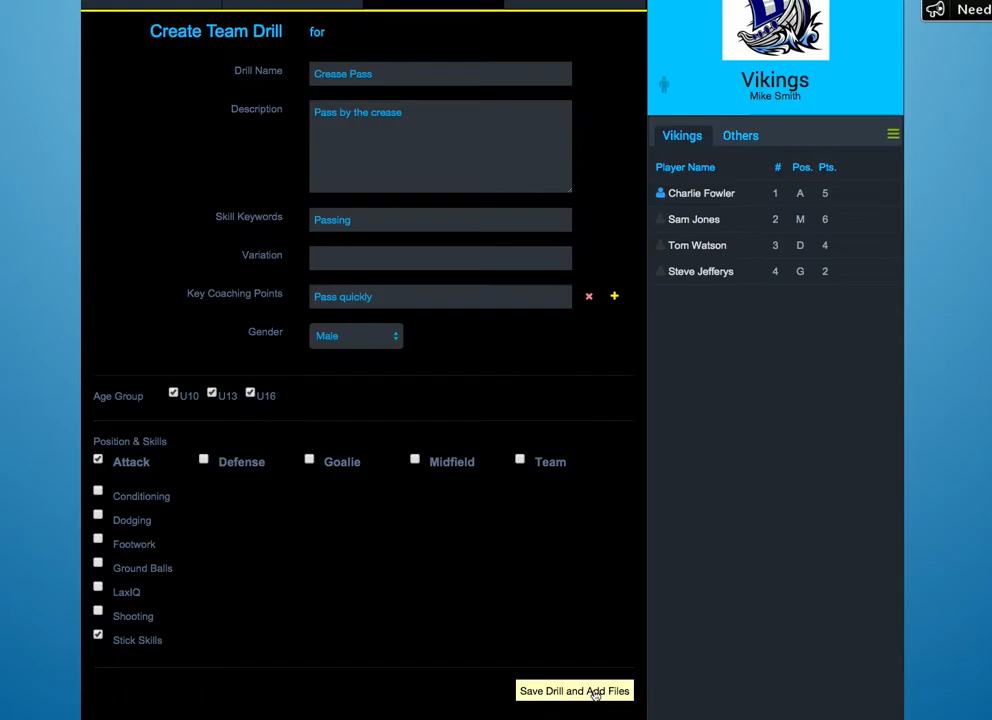 Need
Create Team Drill for
Drill Name Crease Pass
Description Pass by the crease
Skill Keywords Passing
Variation
Key Coaching Points Pass quickly
Gender Male
Age Group U10 U13 U16
Position & Skills
Attack Defense Goalie Midfield Team
Conditioning
Dodging
Footwork
Ground Balls
LaxIQ
Shooting
Stick Skills
Save Drill and Add Files
Vikings
Mike Smith
Vikings Others
Player Name # Pos. Pts.
Charlie Fowler 1 A 5
Sam Jones 2 M 6
Tom Watson 3 D 4
Steve Jefferys 4 G 2